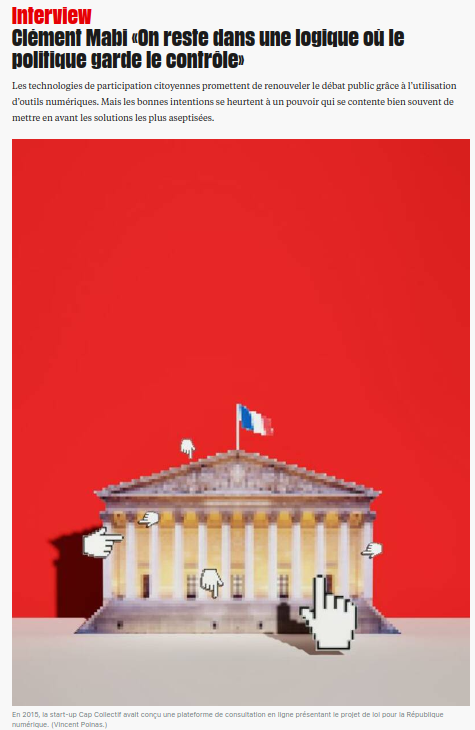 Interview
Clément Mabi «On reste dans une logique où le
politique garde le contrôle»
Les technologies de participation citoyennes promettent de renouveler le débat public grâce à l'utilisation
d'outils numériques. Mais les bonnes intentions se heurtent à un pouvoir qui se contente bien souvent de
mettre en avant les solutions les plus aseptisées.
En 2015, la start-up Cap Collectif avait conçu une plateforme de consultation en ligne présentant le projet de loi pour la République
numérique. (Vincent Poinas.)